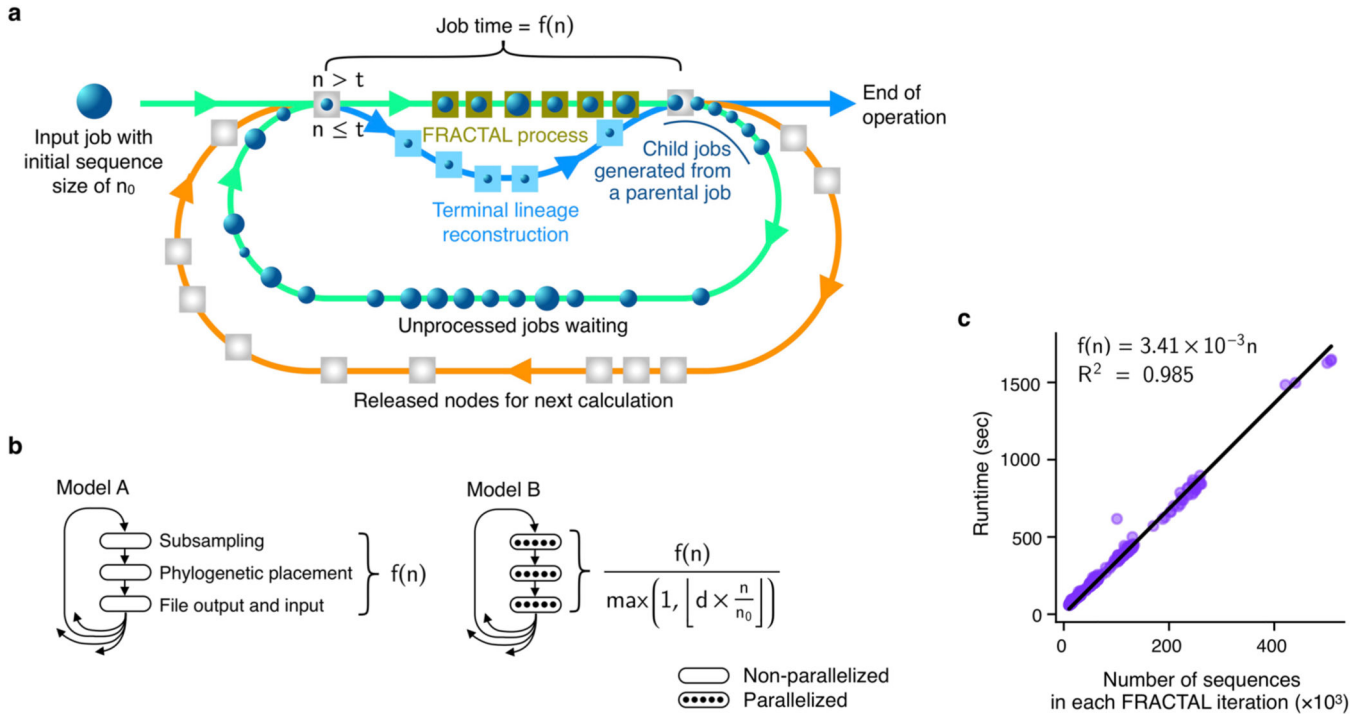 a
Job time = f(n)
n > t
n ≤ t
Input job with
initial sequence
size of n₀
FRACTAL process
End of
operation
Child jobs
generated from
a parental job
Terminal lineage
reconstruction
Unprocessed jobs waiting
Released nodes for next calculation
b
Model A
Subsampling
Phylogenetic placement
File output and input
f(n)
Model B
f(n)
max(1, ⌊d × n/n₀⌋)
Non-parallelized
Parallelized
c
f(n) = 3.41 × 10⁻³n
R² = 0.985
Runtime (sec)
1500
1000
500
0
0 200 400
Number of sequences
in each FRACTAL iteration (×10³)